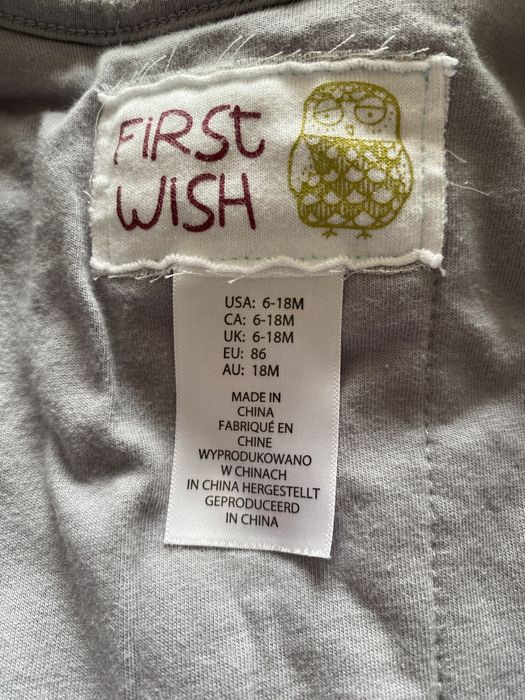 FiRSt
WiSH
USA: 6-18M
CA: 6-18M
UK: 6-18M
EU: 86
AU: 18M
MADE IN
CHINA
FABRIQUÉ EN
CHINE
WYPRODUKOWANO
W CHINACH
IN CHINA HERGESTELLT
GEPRODUCEERD
IN CHINA